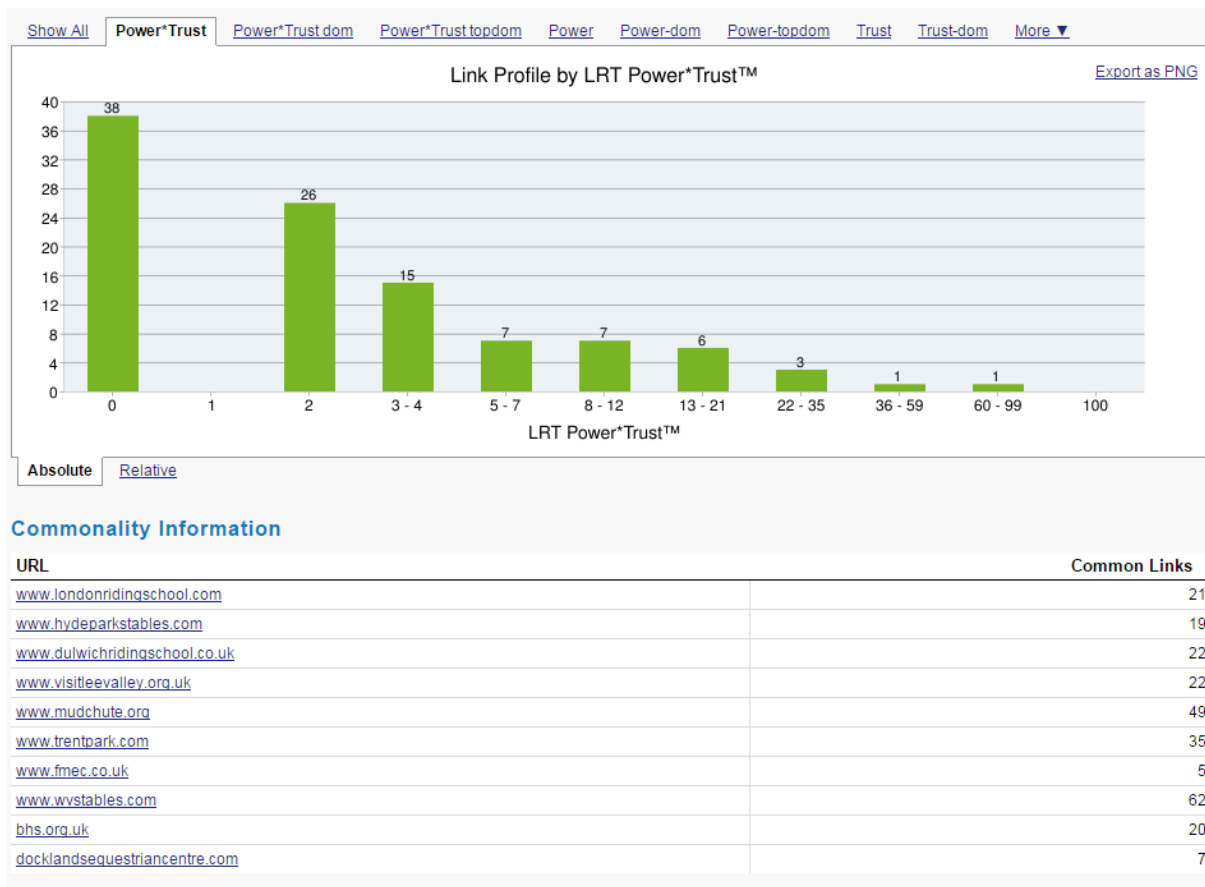 Show All Power*Trust Power*Trust dom Power*Trust topdom Power Power-dom Power-topdom Trust Trust-dom More ▼
Link Profile by LRT Power*Trust™ Export as PNG
40
36
32
28
24
20
16
12
8
4
0
38 26 15 7 7 6 3 1 1
0 1 2 3 - 4 5 - 7 8 - 12 13 - 21 22 - 35 36 - 59 60 - 99 100
LRT Power*Trust™
Absolute Relative
Commonality Information
URL Common Links
www.londonridingschool.com 21
www.hydeparkstables.com 19
www.dulwichridingschool.co.uk 22
www.visitleevalley.org.uk 22
www.mudchute.org 49
www.trentpark.com 35
www.fmec.co.uk 5
www.wvstables.com 62
bhs.org.uk 20
docklandsequestriancentre.com 7